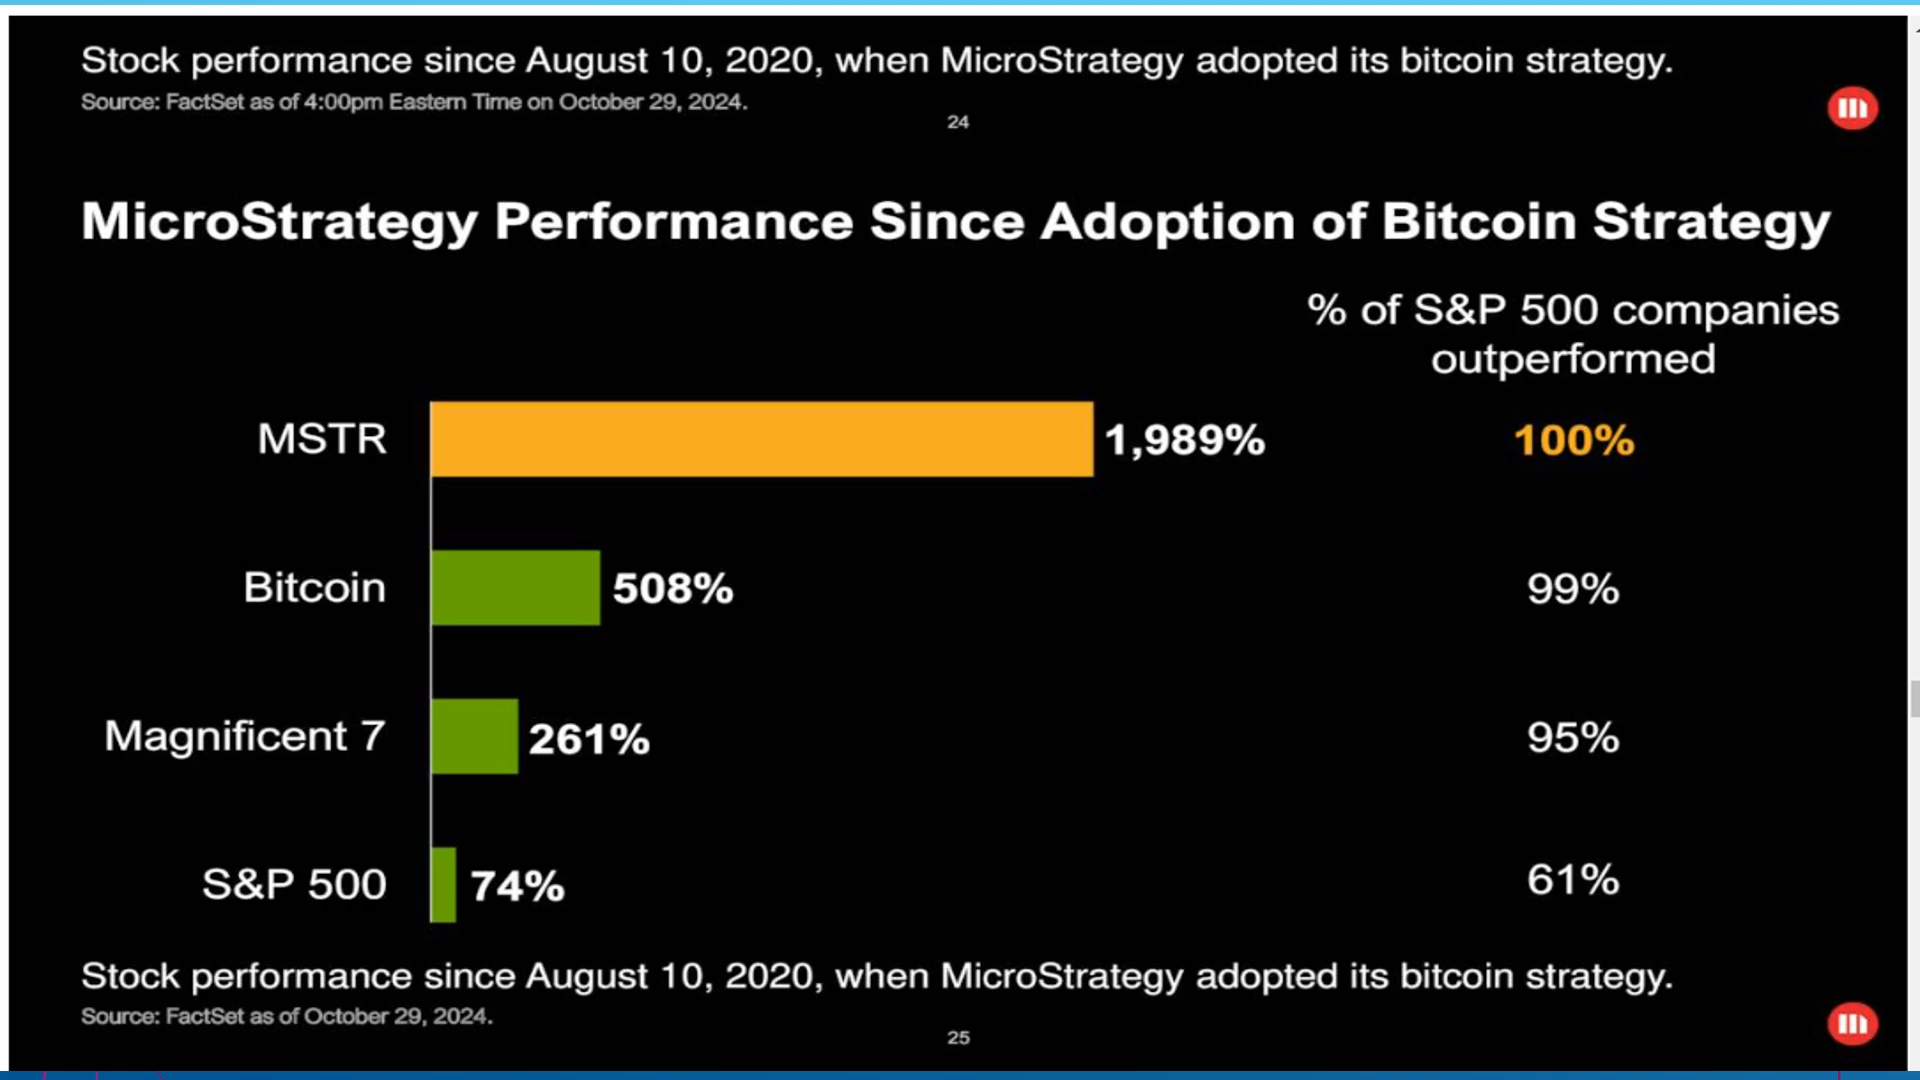 Stock performance since August 10, 2020, when MicroStrategy adopted its bitcoin strategy.
Source: FactSet as of 4:00pm Eastern Time on October 29, 2024.
24
MicroStrategy Performance Since Adoption of Bitcoin Strategy
% of S&P 500 companies
outperformed
MSTR 1,989% 100%
Bitcoin 508% 99%
Magnificent 7 261% 95%
S&P 500 74% 61%
Stock performance since August 10, 2020, when MicroStrategy adopted its bitcoin strategy.
Source: FactSet as of October 29, 2024.
25